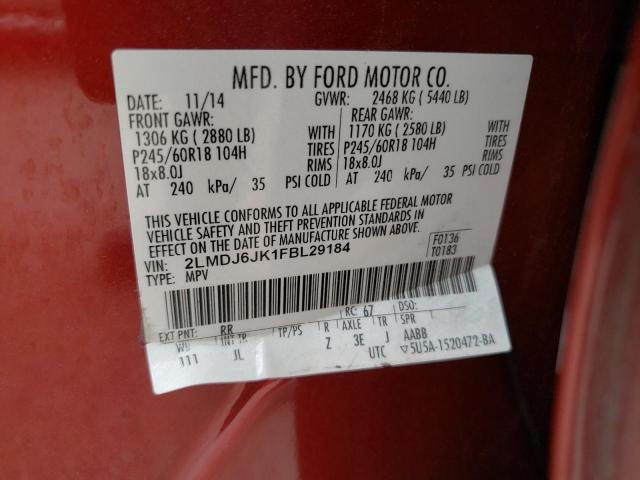 MFD. BY FORD MOTOR CO.
DATE: 11/14 GVWR: 2468 KG ( 5440 LB)
FRONT GAWR: REAR GAWR:
1306 KG ( 2880 LB) WITH 1170 KG ( 2580 LB) WITH
P245/60R18 104H TIRES P245/60R18 104H TIRES
18x8.0J RIMS 18x8.0J RIMS
AT 240 kPa/ 35 PSI COLD AT 240 kPa/ 35 PSI COLD
THIS VEHICLE CONFORMS TO ALL APPLICABLE FEDERAL MOTOR
VEHICLE SAFETY AND THEFT PREVENTION STANDARDS IN
EFFECT ON THE DATE OF MANUFACTURE SHOWN ABOVE.
VIN: 2LMDJ6JK1FBL29184 F0136
TYPE: MPV T0183
EXT PNT: RR RC: 67 DSO:
WB INT TR TP/PS R AXLE TR SPR
111 JL Z 3E J AABB
UTC ▽5U5A-1520472-BA